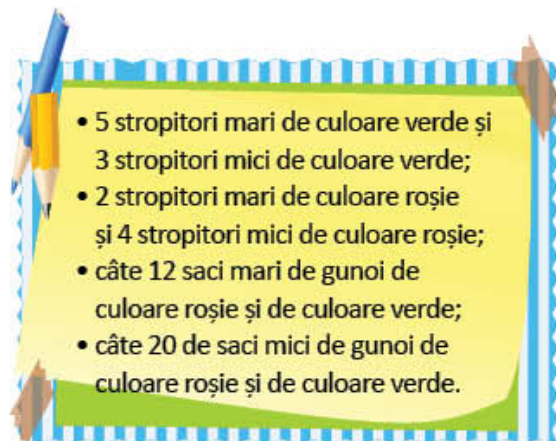 • 5 stropitori mari de culoare verde și
3 stropitori mici de culoare verde;
• 2 stropitori mari de culoare roșie
și 4 stropitori mici de culoare roșie;
• câte 12 saci mari de gunoi de
culoare roșie și de culoare verde;
• câte 20 de saci mici de gunoi de
culoare roșie și de culoare verde.